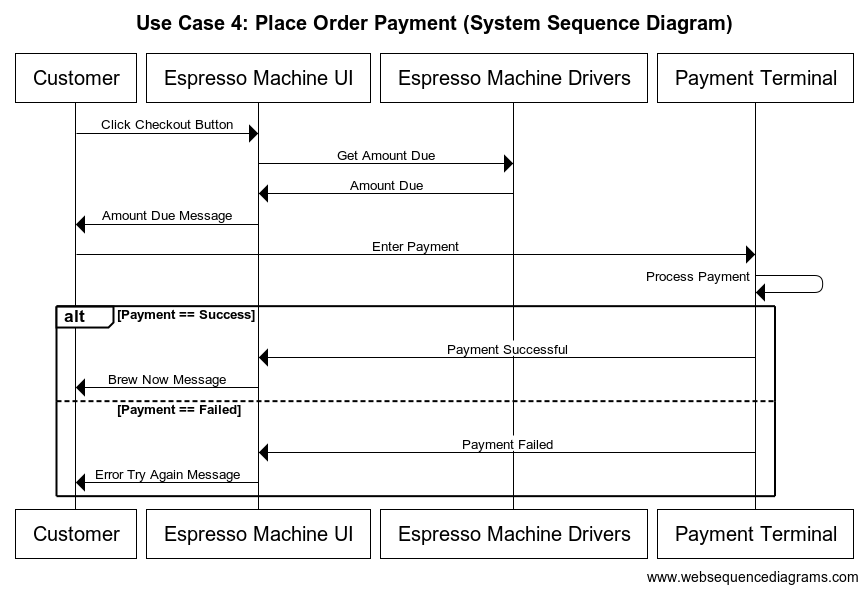 Use Case 4: Place Order Payment (System Sequence Diagram)
Customer
Espresso Machine UI
Espresso Machine Drivers
Payment Terminal
Click Checkout Button
Get Amount Due
Amount Due
Amount Due Message
Enter Payment
Process Payment
alt
[Payment == Success]
Payment Successful
Brew Now Message
[Payment == Failed]
Payment Failed
Error Try Again Message
Customer
Espresso Machine UI
Espresso Machine Drivers
Payment Terminal
www.websequencediagrams.com